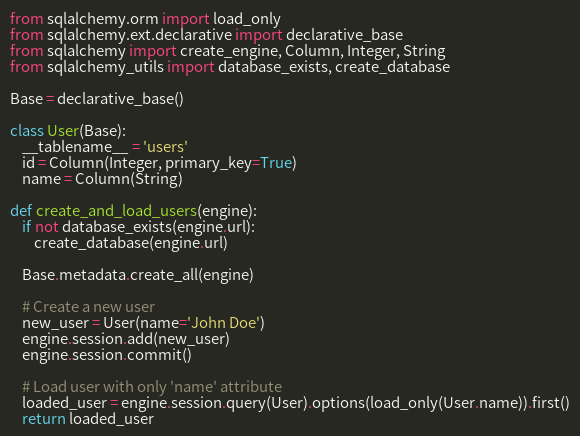 from sqlalchemy.orm import load_only
from sqlalchemy.ext.declarative import declarative_base
from sqlalchemy import create_engine, Column, Integer, String
from sqlalchemy_utils import database_exists, create_database

Base = declarative_base()

class User(Base):
    __tablename__ = 'users'
    id = Column(Integer, primary_key=True)
    name = Column(String)

def create_and_load_users(engine):
    if not database_exists(engine.url):
        create_database(engine.url)

    Base.metadata.create_all(engine)

    # Create a new user
    new_user = User(name='John Doe')
    engine.session.add(new_user)
    engine.session.commit()

    # Load user with only 'name' attribute
    loaded_user = engine.session.query(User).options(load_only(User.name)).first()
    return loaded_user